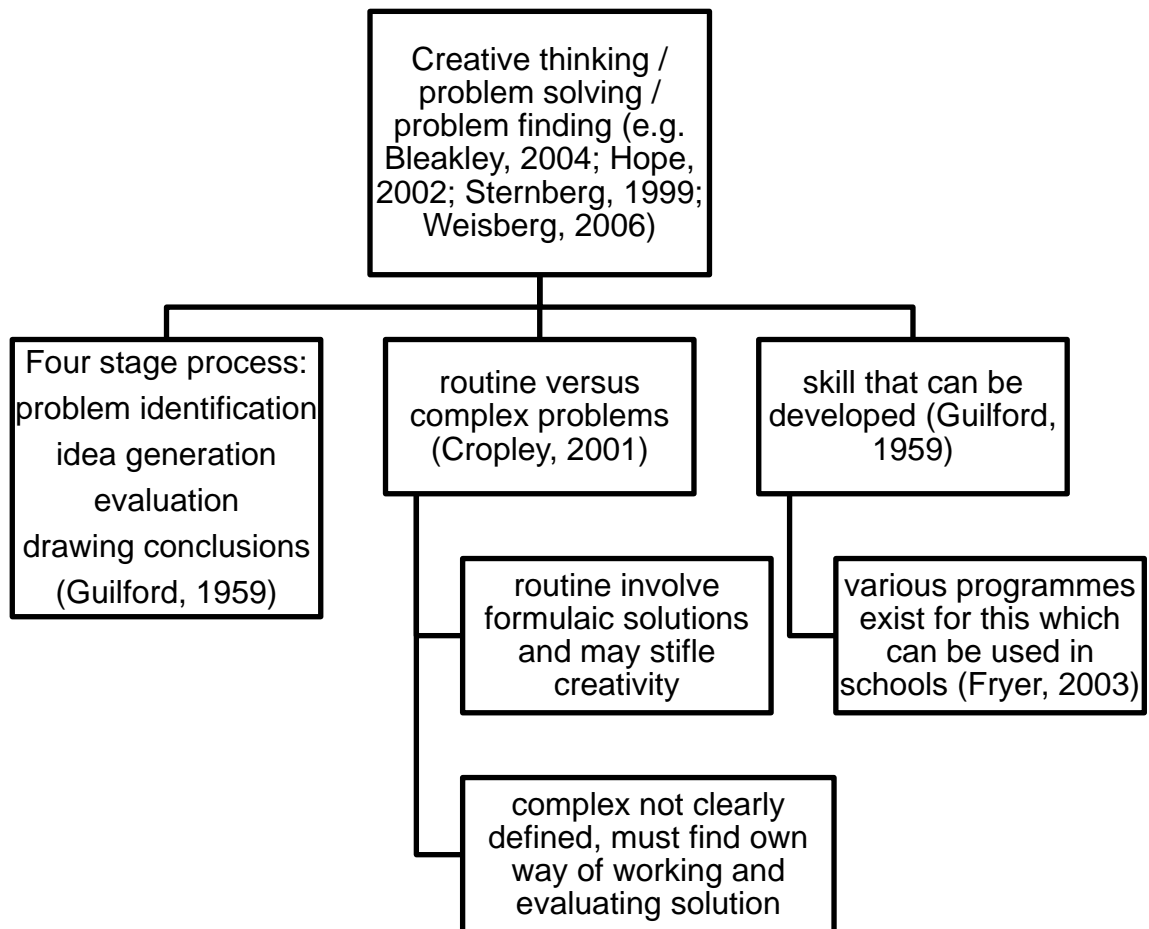 Creative thinking /
problem solving /
problem finding (e.g.
Bleakley, 2004; Hope,
2002; Sternberg, 1999;
Weisberg, 2006)
Four stage process:
problem identification
idea generation
evaluation
drawing conclusions
(Guilford, 1959)
routine versus
complex problems
(Cropley, 2001)
skill that can be
developed (Guilford,
1959)
routine involve
formulaic solutions
and may stifle
creativity
various programmes
exist for this which
can be used in
schools (Fryer, 2003)
complex not clearly
defined, must find own
way of working and
evaluating solution